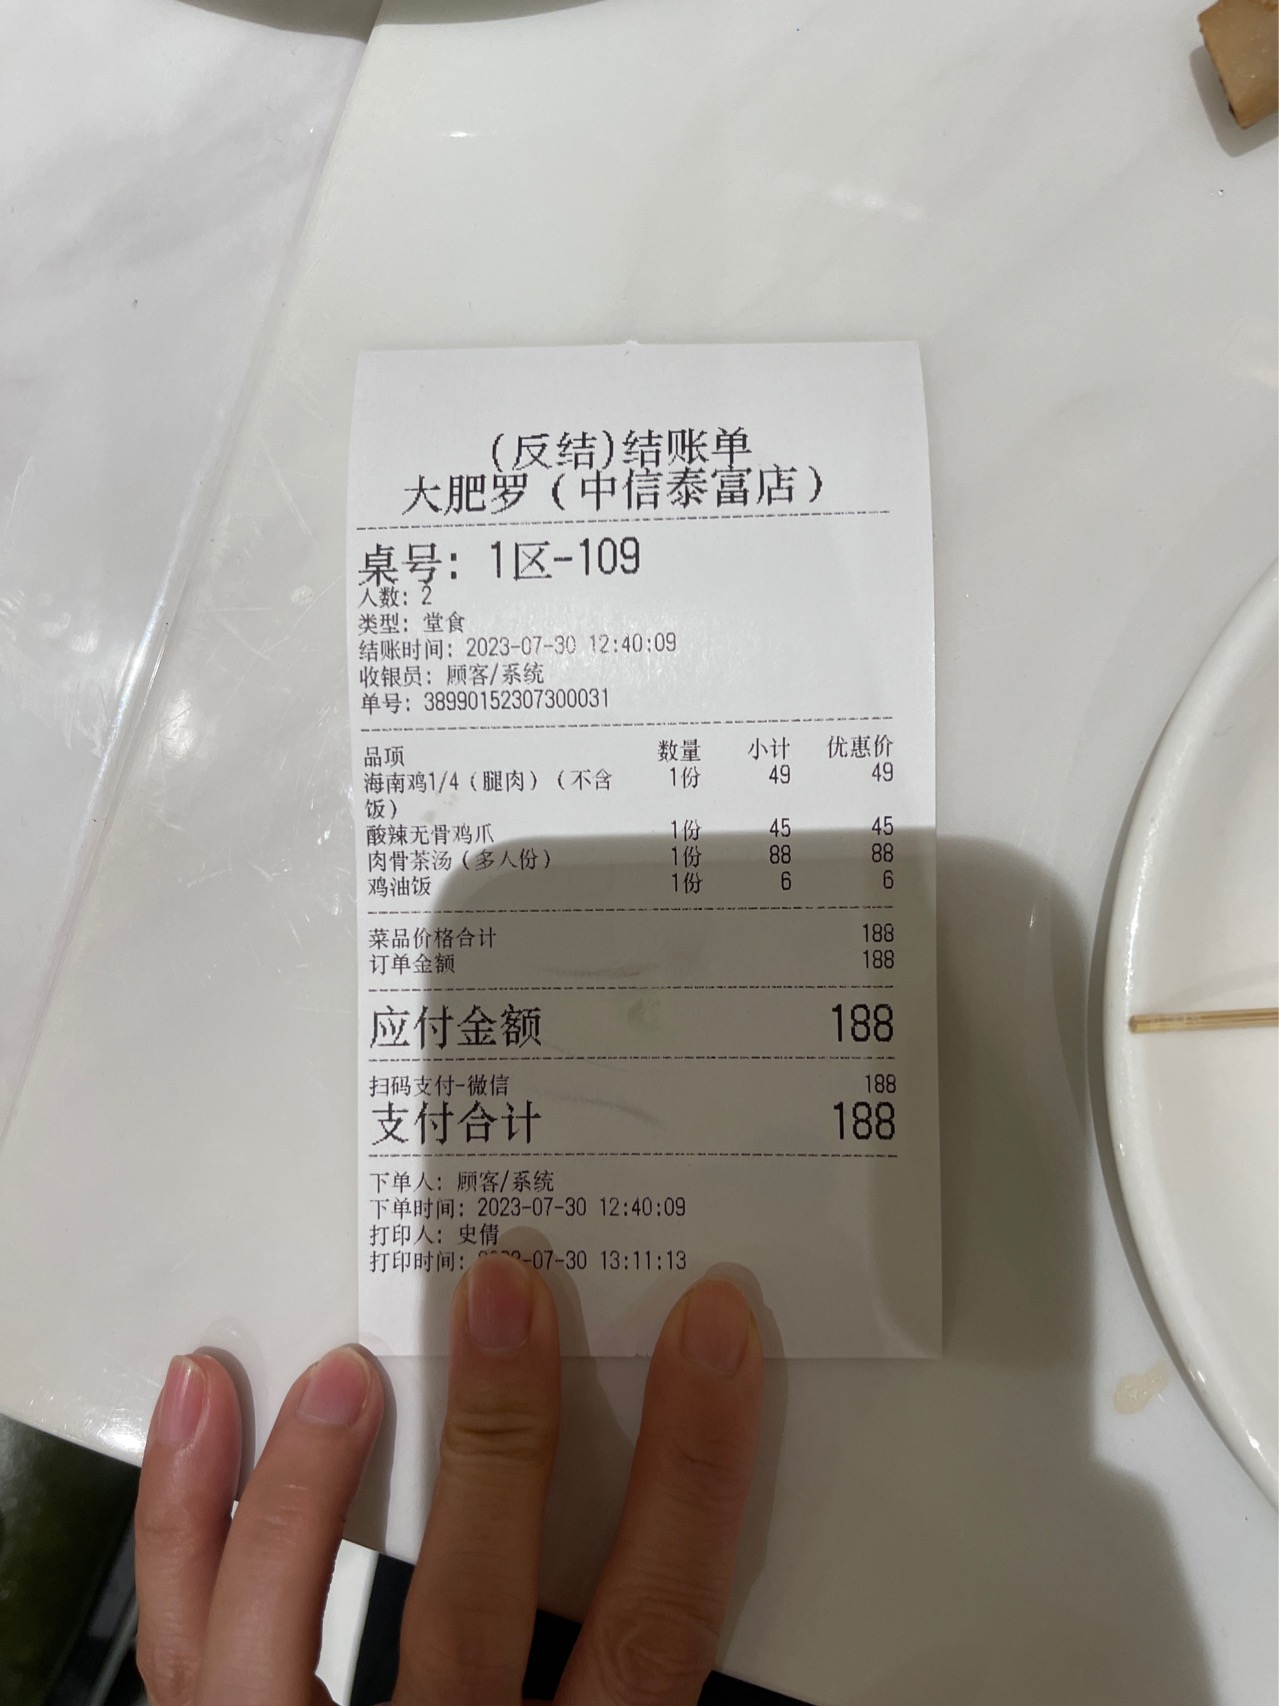 (反结)结账单
大肥罗（中信泰富店）
桌号：1区-109
人数：2
类型：堂食
结账时间：2023-07-30 12:40:09
收银员：顾客/系统
单号：38990152307300031
品项 数量 小计 优惠价
海南鸡1/4（腿肉）（不含 1份 49 49
饭）
酸辣无骨鸡爪 1份 45 45
肉骨茶汤（多人份） 1份 88 88
鸡油饭 1份 6 6
菜品价格合计 188
订单金额 188
应付金额 188
扫码支付-微信 188
支付合计 188
下单人：顾客/系统
下单时间：2023-07-30 12:40:09
打印人：史倩
打印时间：-07-30 13:11:13